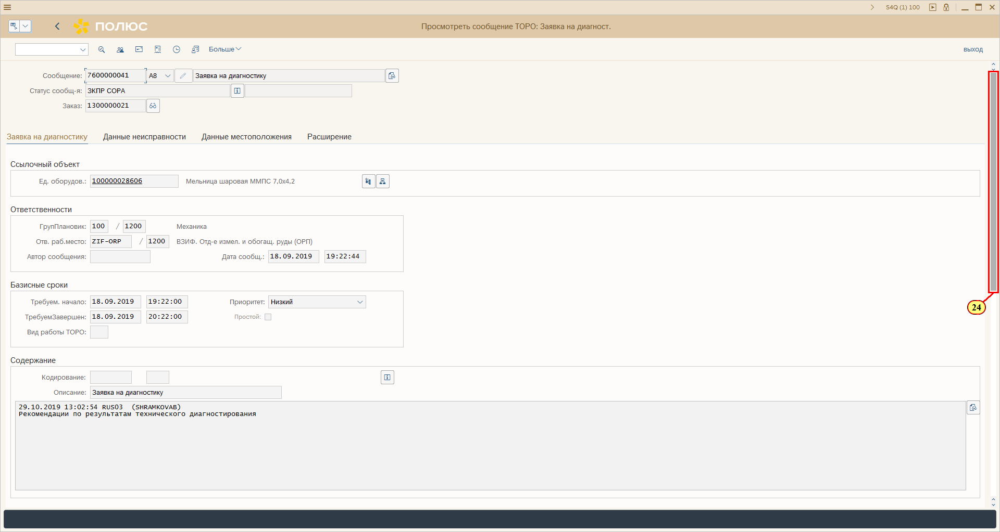 S4Q (1) 100
ПОЛЮС
Просмотреть сообщение ТОРО: Заявка на диагност.
Больше
ВЫХОД
Сообщение: 7600000041 A8 Заявка на диагностику
Статус сообщ-я: ЗКПР СОРА
Заказ: 1300000021
Заявка на диагностику Данные неисправности Данные местоположения Расширение
Ссылочный объект
Ед. оборудов.: 100000028606 Мельница шаровая ММПС 7,0х4,2
Ответственности
ГрупПлановик: 100 / 1200 Механика
Отв. раб.место: ZIF-ORP / 1200 ВЗИФ. Отд-е измел. и обогащ. руды (ОРП)
Автор сообщения: Дата сообщ.: 18.09.2019 19:22:44
Базисные сроки
Требуем. начало: 18.09.2019 19:22:00 Приоритет: Низкий
ТребуемЗавершен: 18.09.2019 20:22:00 Простой:
Вид работы ТОРО:
24
Содержание
Кодирование:
Описание: Заявка на диагностику
29.10.2019 13:02:54 RUS03 (SHRAMKOVAB)
Рекомендации по результатам технического диагностирования